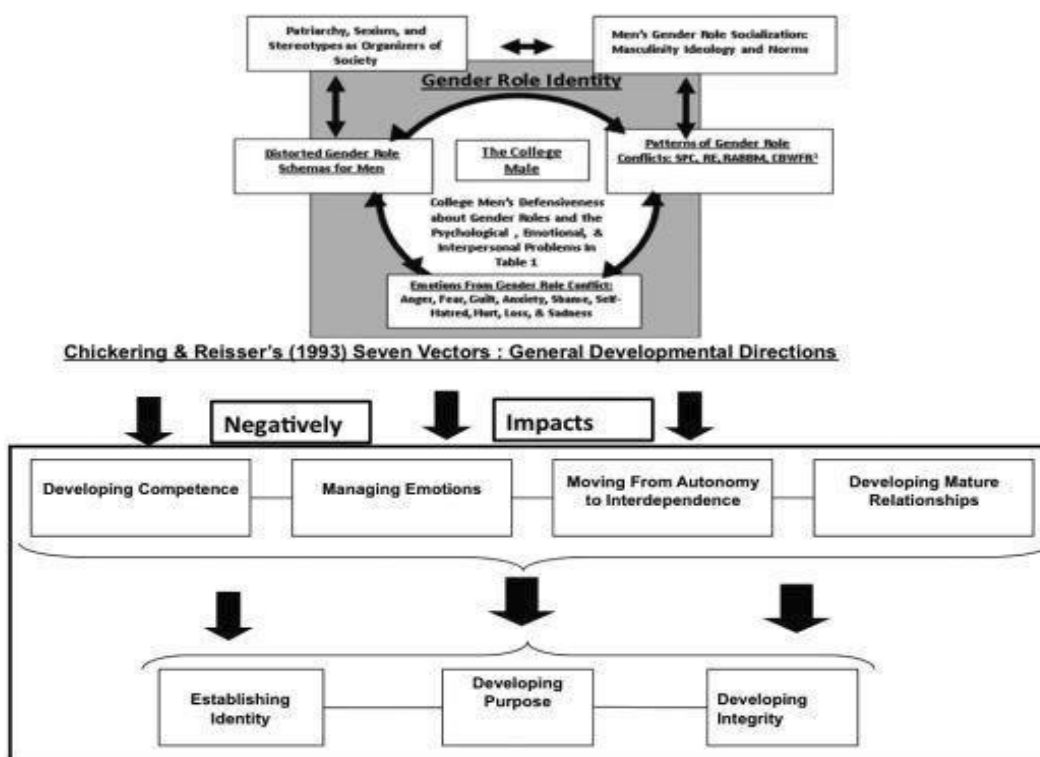 Patriarchy, Sexism, and
Stereotypes as Organizers of
Society
Men's Gender Role Socialization:
Masculinity Ideology and Norms
Gender Role Identity
Distorted Gender Role
Schemas for Men
The College
Male
Patterns of Gender Role
Conflicts: SPC, RE, RABBM, CBWFR³
College Men's Defensiveness
about Gender Roles and the
Psychological , Emotional, &
Interpersonal Problems in
Table 1
Emotions From Gender Role Conflict:
Anger, Fear, Guilt, Anxiety, Shame, Self-
Hatred, Hurt, Loss, & Sadness
Chickering & Reisser's (1993) Seven Vectors : General Developmental Directions
Negatively
Impacts
Developing Competence
Managing Emotions
Moving From Autonomy
to Interdependence
Developing Mature
Relationships
Establishing
Identity
Developing
Purpose
Developing
Integrity